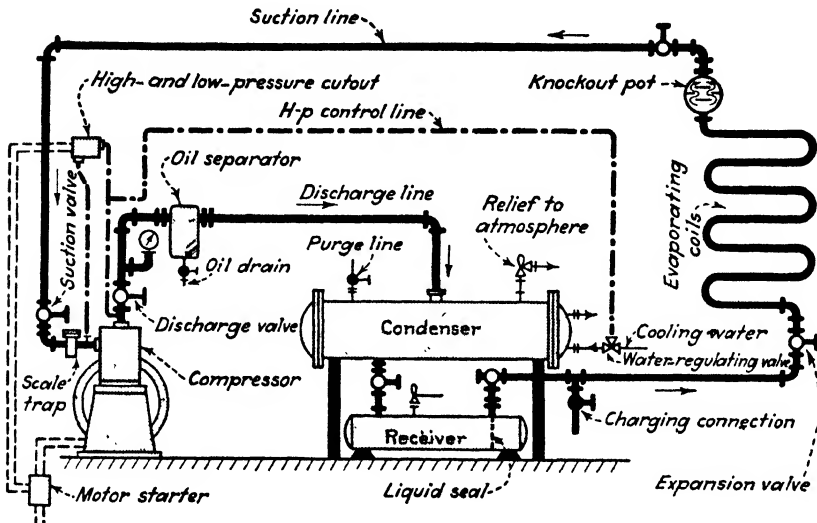 Suction line
High- and low-pressure cutout
Knockout pot
H-p control line
Oil separator
Discharge line
Relief to
atmosphere
Evaporating
coils
Suction valve
Purge line
Oil drain
Discharge valve
Condenser
Cooling water
Water-regulating valve
Scale
trap
Compressor
Charging connection
Receiver
Motor starter
Liquid seal
Expansion valve